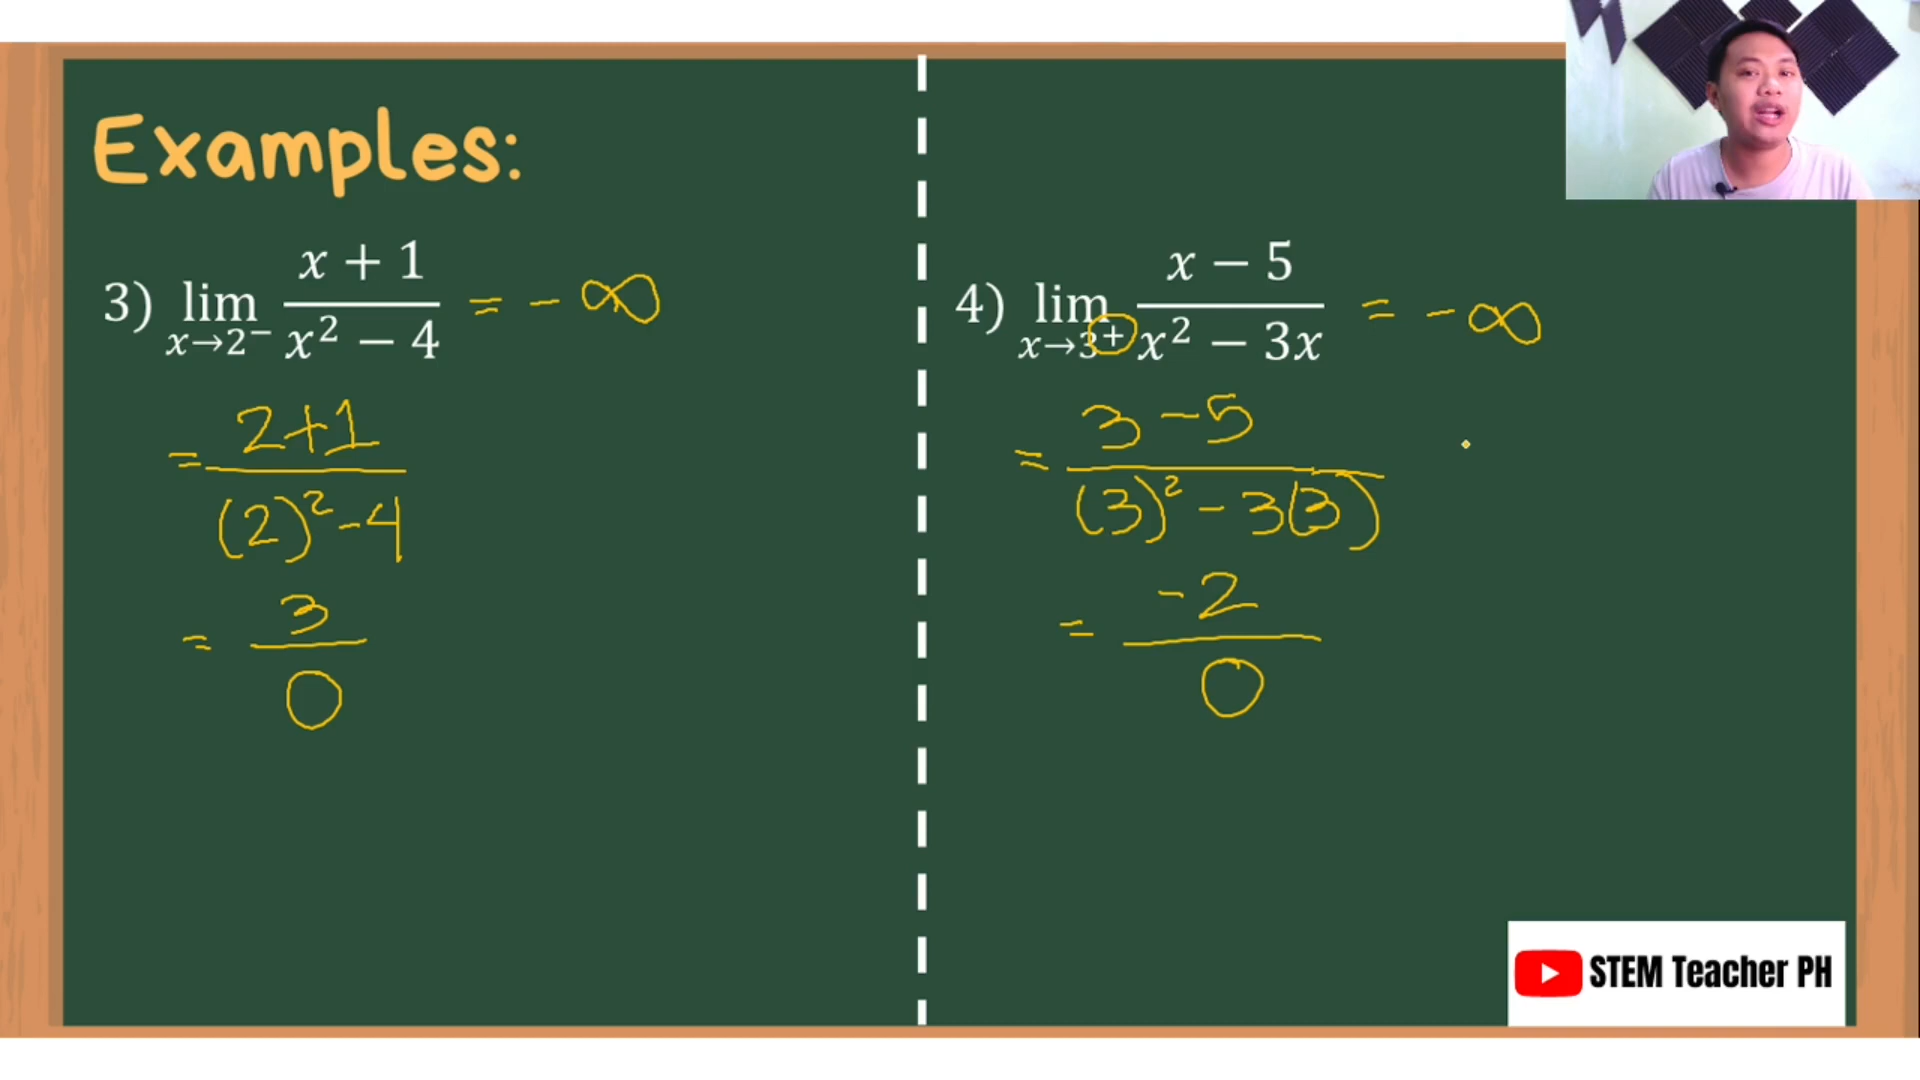 Examples:
3) lim x→2⁻ (x + 1)/(x² − 4) = - ∞
= (2+1)/((2)² - 4)
= 3/0
4) lim x→3⁺ (x − 5)/(x² − 3x) = - ∞
= (3 - 5)/((3)² - 3(3))
= -2/0
STEM Teacher PH